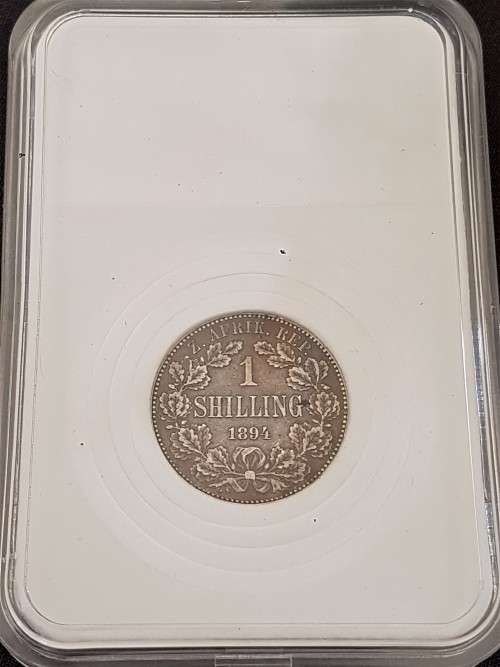 Z. AFRIK. REP.
1
SHILLING
1894